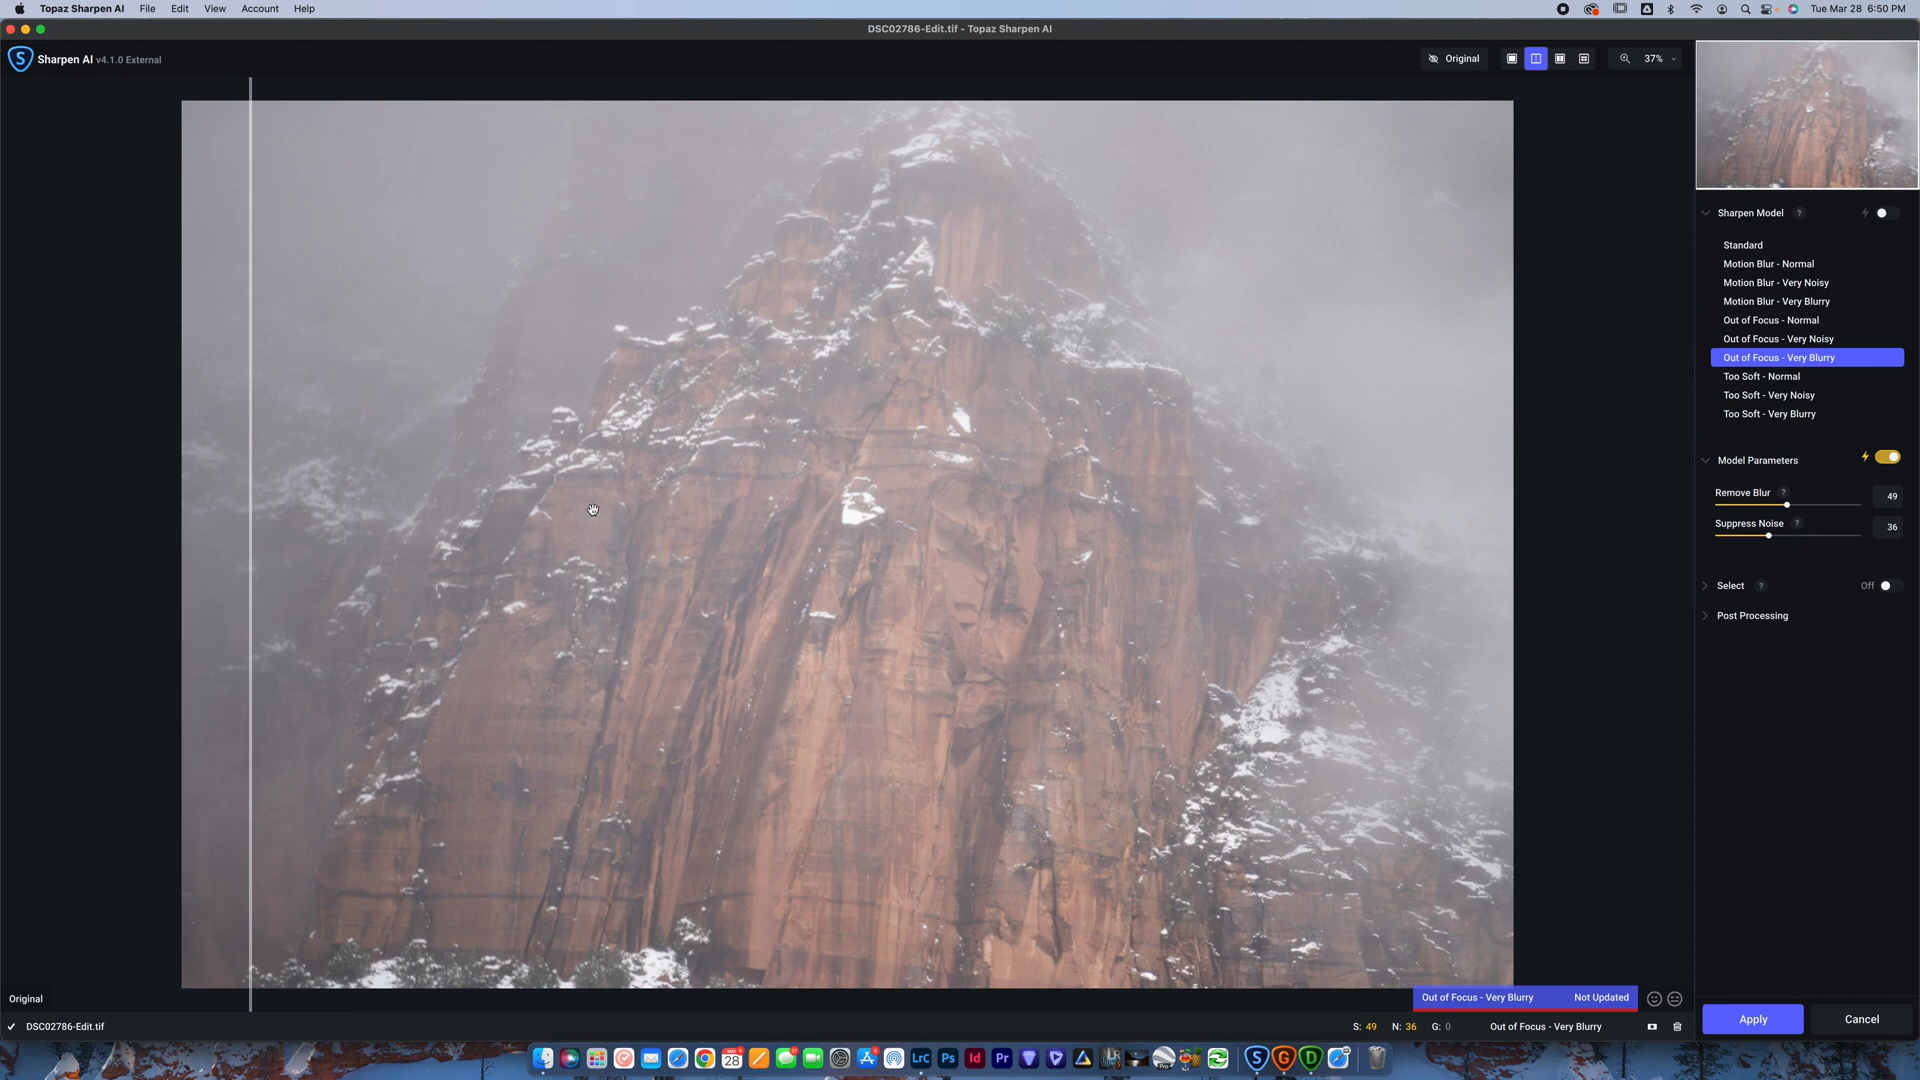 Topaz Sharpen AI File Edit View Account Help Tue Mar 28 6:50 PM
DSC02786-Edit.tif - Topaz Sharpen AI
S Sharpen AI v4.1.0 External Original 37%
Sharpen Model ?
Standard
Motion Blur - Normal
Motion Blur - Very Noisy
Motion Blur - Very Blurry
Out of Focus - Normal
Out of Focus - Very Noisy
Out of Focus - Very Blurry
Too Soft - Normal
Too Soft - Very Noisy
Too Soft - Very Blurry
Model Parameters
Remove Blur ? 49
Suppress Noise ? 36
Select ? Off
Post Processing
Original Out of Focus - Very Blurry Not Updated
DSC02786-Edit.tif S: 49 N: 36 G: 0 Out of Focus - Very Blurry
Apply Cancel
28 LrC Ps Id Pr S G D